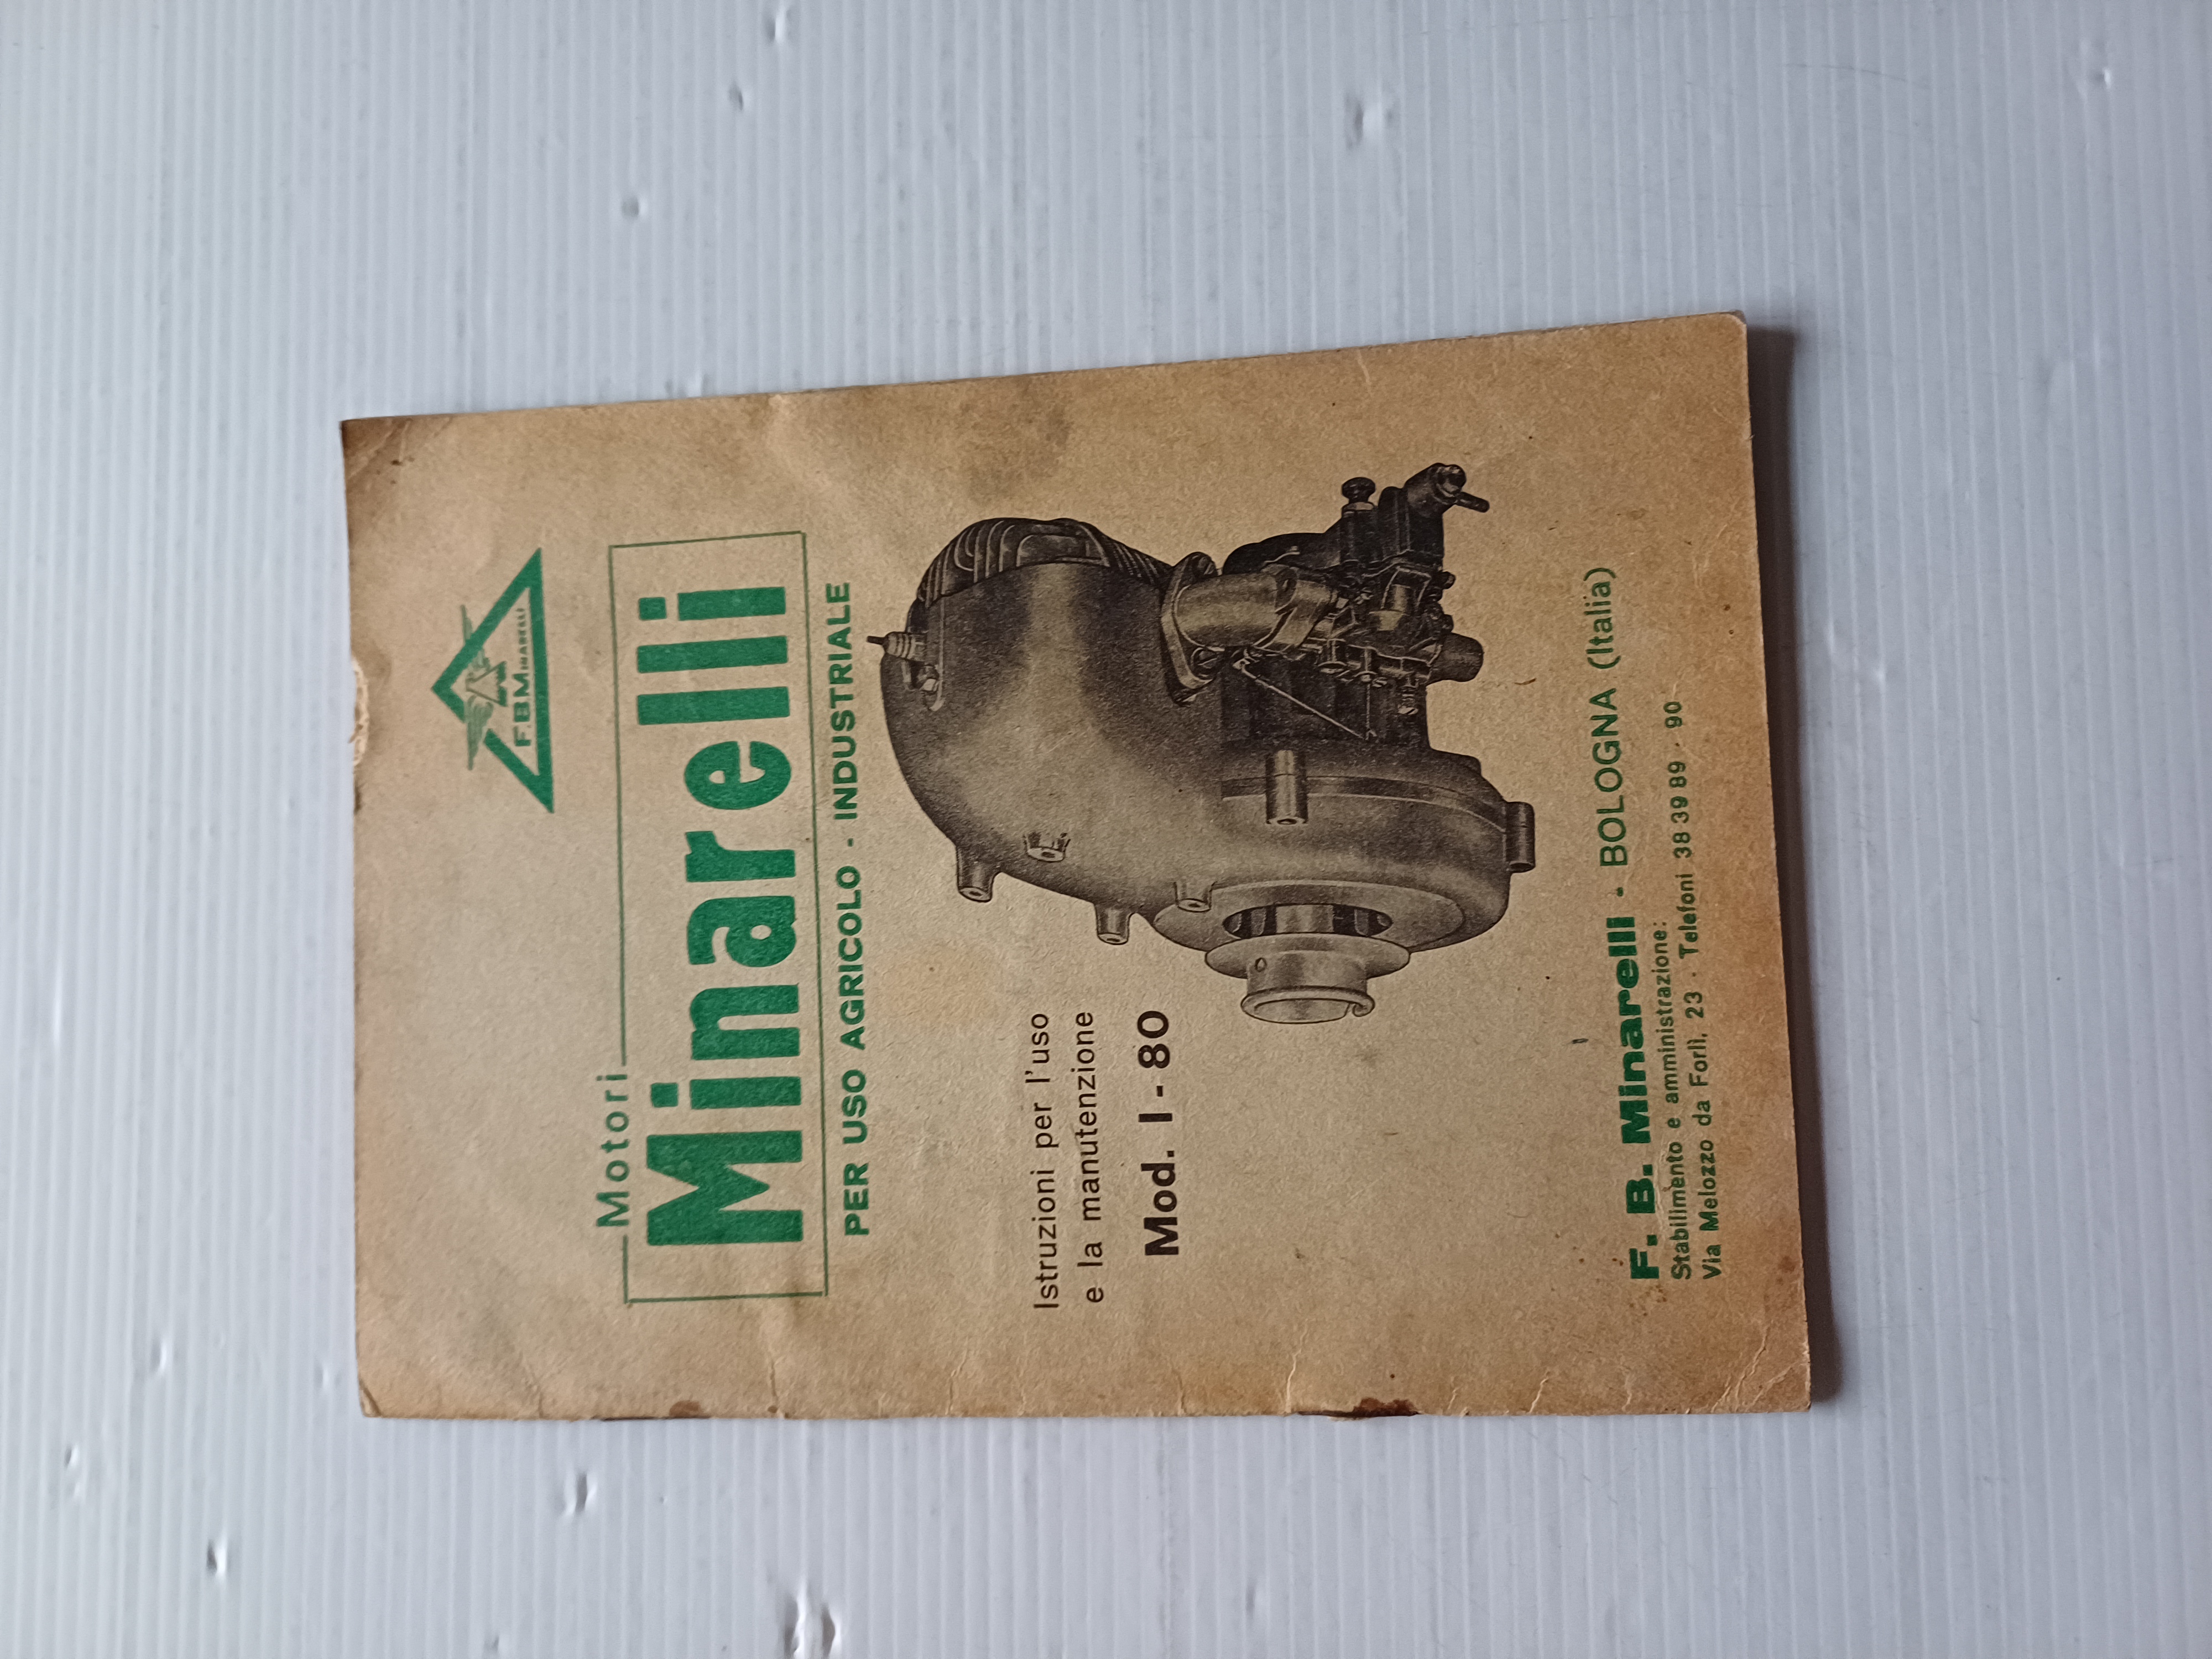 F.B.MINARELLI
Motori
Minarelli
PER USO AGRICOLO - INDUSTRIALE
Istruzioni per l'uso
e la manutenzione
Mod. I - 80
F. B. Minarelli - BOLOGNA (Italia)
Stabilimento e amministrazione:
Via Melozzo da Forlì, 23 - Telefoni 38 39 89 - 90